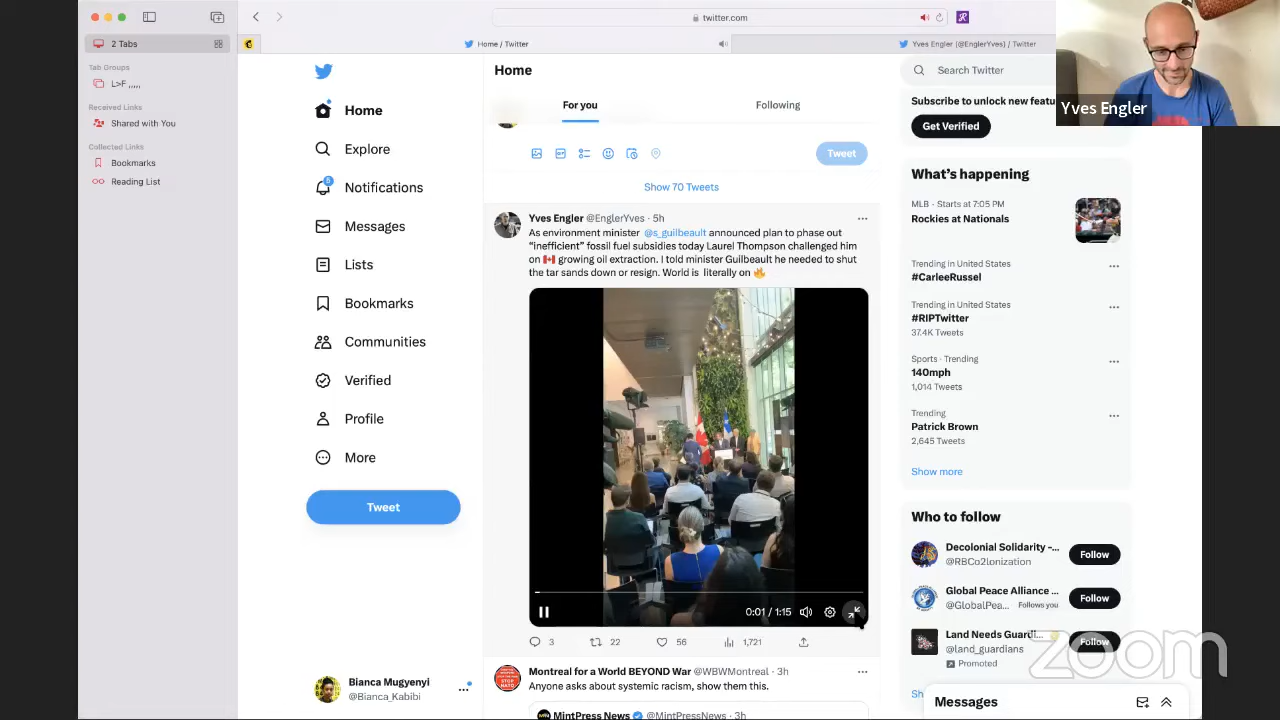 twitter.com
2 Tabs
Home / Twitter
Yves Engler (@EnglerYves) / Twitter
Tab Groups
L>F ,,,,,
Received Links
Shared with You
Collected Links
Bookmarks
Reading List
Home
Explore
5
Notifications
Messages
Lists
Bookmarks
Communities
Verified
Profile
More
Tweet
Bianca Mugyenyi
@Bianca_Kabibi
Home
For you
Following
GIF
Tweet
Show 70 Tweets
Yves Engler @EnglerYves · 5h
As environment minister @s_guilbeault announced plan to phase out
“inefficient” fossil fuel subsidies today Laurel Thompson challenged him
on 🇨🇦 growing oil extraction. I told minister Guilbeault he needed to shut
the tar sands down or resign. World is literally on 🔥
0:01 / 1:15
3
22
56
1,721
Montreal for a World BEYOND War @WBWMontreal · 3h
Anyone asks about systemic racism, show them this.
MintPress News @MintPressNews · 3h
Search Twitter
Subscribe to unlock new featu
Get Verified
What’s happening
MLB · Starts at 7:05 PM
Rockies at Nationals
Trending in United States
#CarleeRussel
Trending in United States
#RIPTwitter
37.4K Tweets
Sports · Trending
140mph
1,014 Tweets
Trending
Patrick Brown
2,645 Tweets
Show more
Who to follow
Decolonial Solidarity -...
@RBCo2lonization
Follow
Global Peace Alliance ...
@GlobalPea... Follows you
Follow
Land Needs Guardi...
@land_guardians
Promoted
Follow
Sh
Messages
Yves Engler
zoom